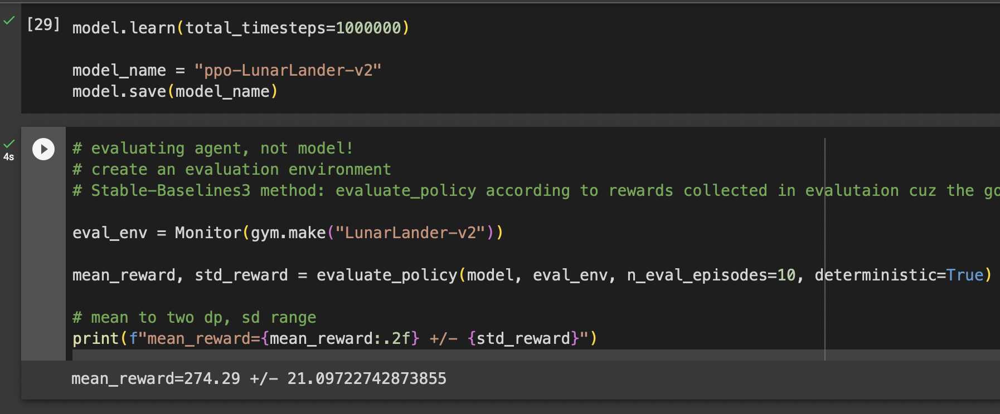 [29] model.learn(total_timesteps=1000000)
model_name = "ppo-LunarLander-v2"
model.save(model_name)
4s
# evaluating agent, not model!
# create an evaluation environment
# Stable-Baselines3 method: evaluate_policy according to rewards collected in evalutaion cuz the
eval_env = Monitor(gym.make("LunarLander-v2"))
mean_reward, std_reward = evaluate_policy(model, eval_env, n_eval_episodes=10, deterministic=True)
# mean to two dp, sd range
print(f"mean_reward={mean_reward:.2f} +/- {std_reward}")
mean_reward=274.29 +/- 21.09722742873855